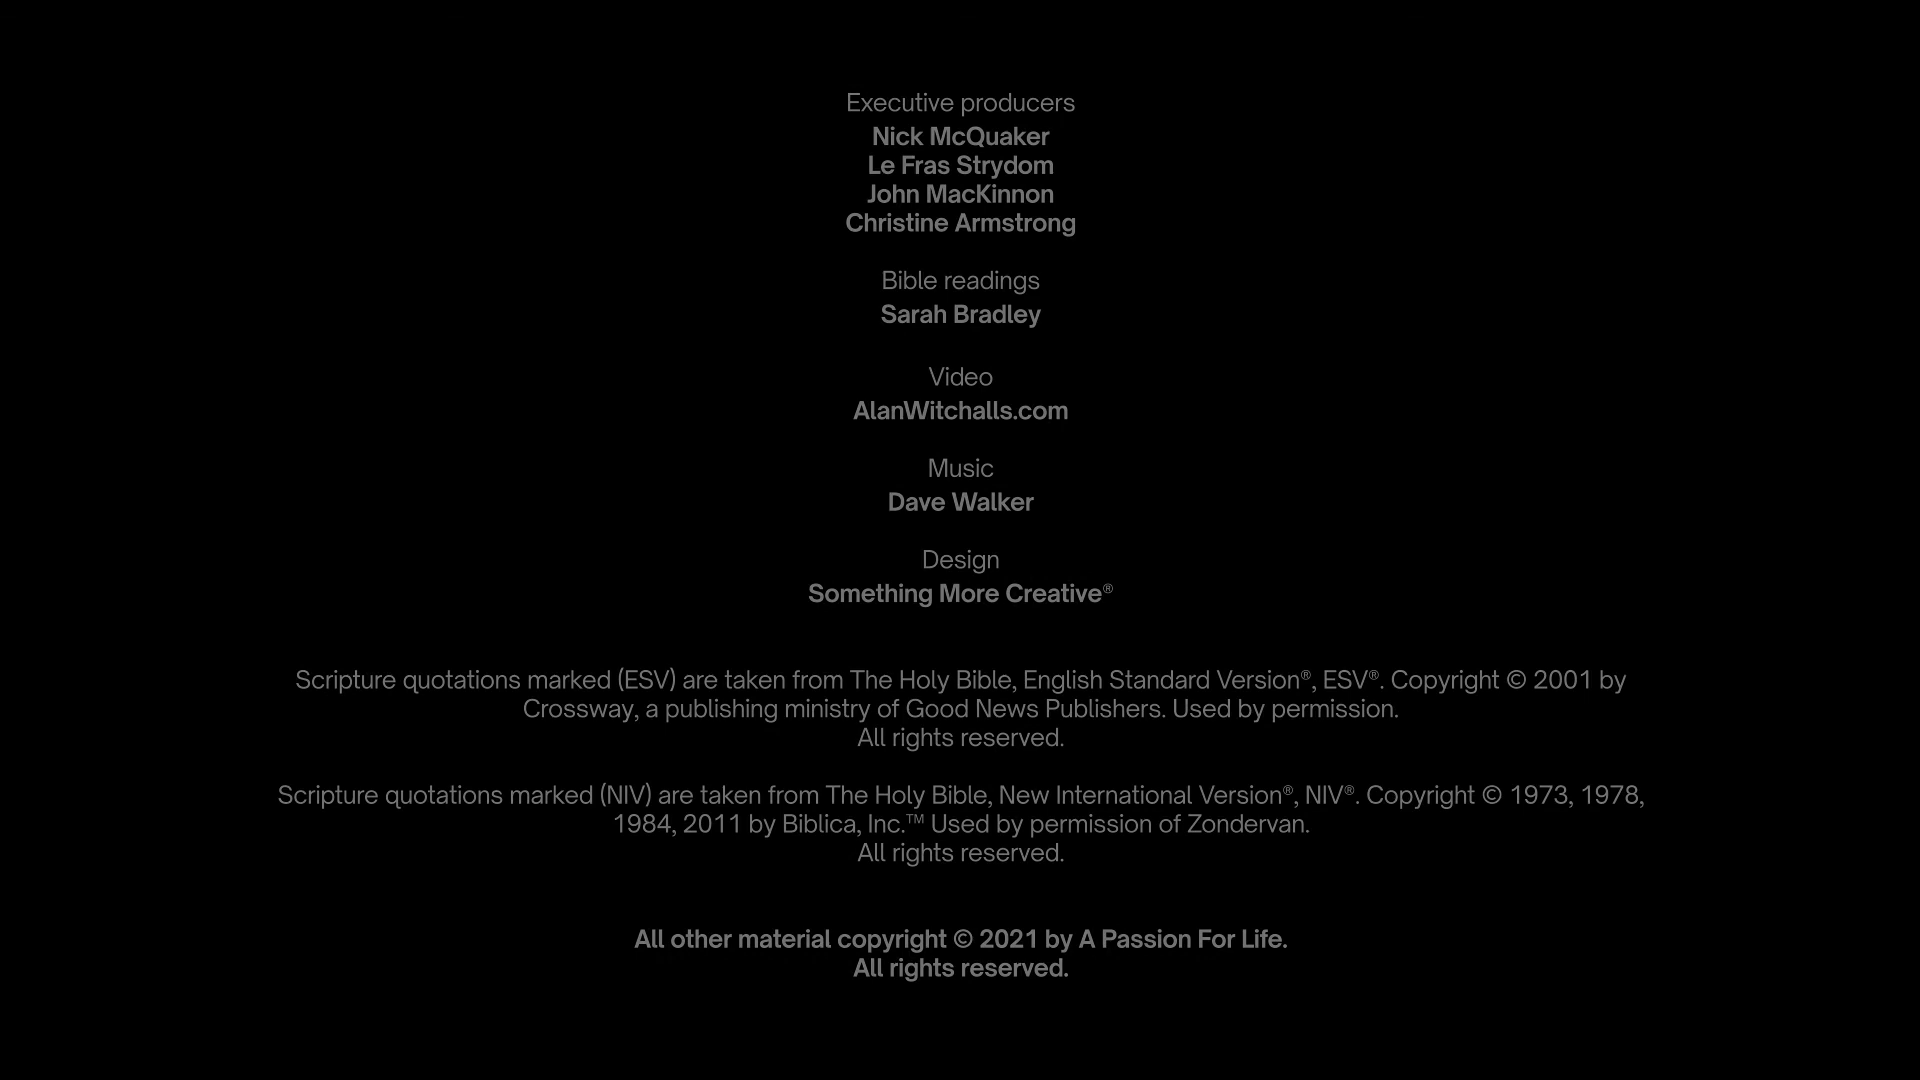 Executive producers
Nick McQuaker
Le Fras Strydom
John MacKinnon
Christine Armstrong
Bible readings
Sarah Bradley
Video
AlanWitchalls.com
Music
Dave Walker
Design
Something More Creative®
Scripture quotations marked (ESV) are taken from The Holy Bible, English Standard Version®, ESV®. Copyright © 2001 by
Crossway, a publishing ministry of Good News Publishers. Used by permission.
All rights reserved.
Scripture quotations marked (NIV) are taken from The Holy Bible, New International Version®, NIV®. Copyright © 1973, 1978,
1984, 2011 by Biblica, Inc.™ Used by permission of Zondervan.
All rights reserved.
All other material copyright © 2021 by A Passion For Life.
All rights reserved.